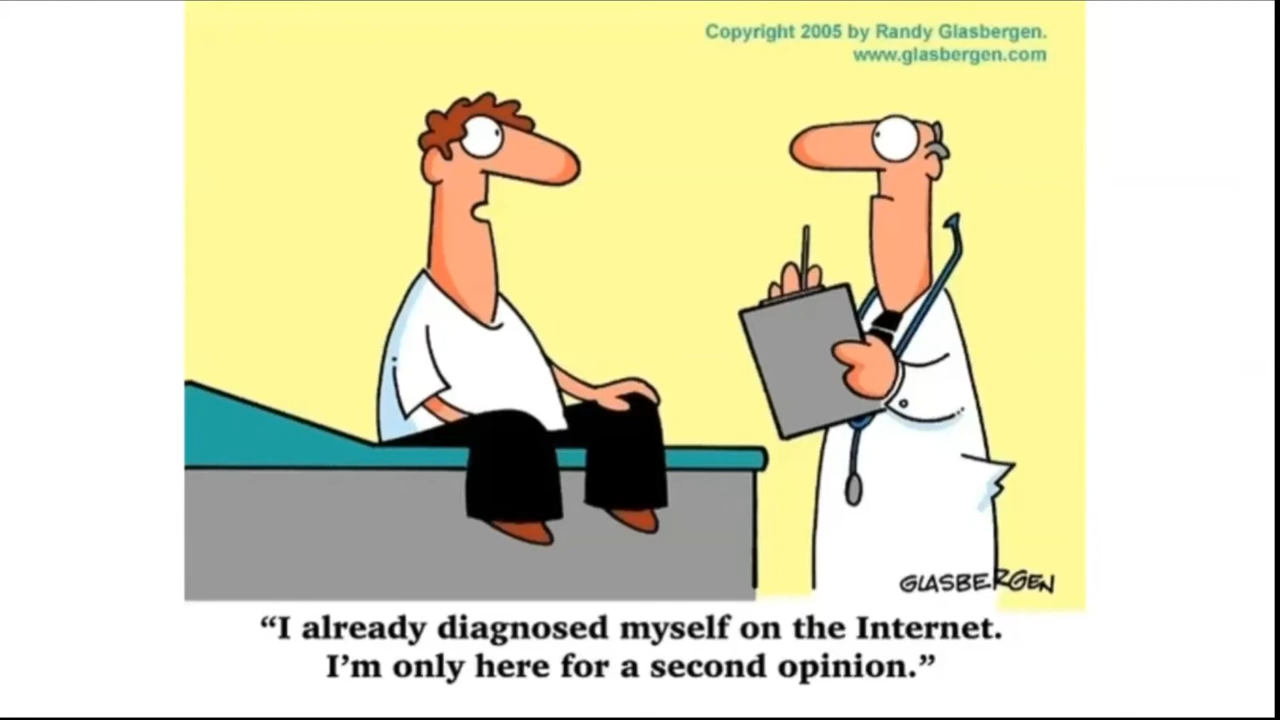 Copyright 2005 by Randy Glasbergen.
www.glasbergen.com
GLASBERGEN
“I already diagnosed myself on the Internet.
I’m only here for a second opinion.”